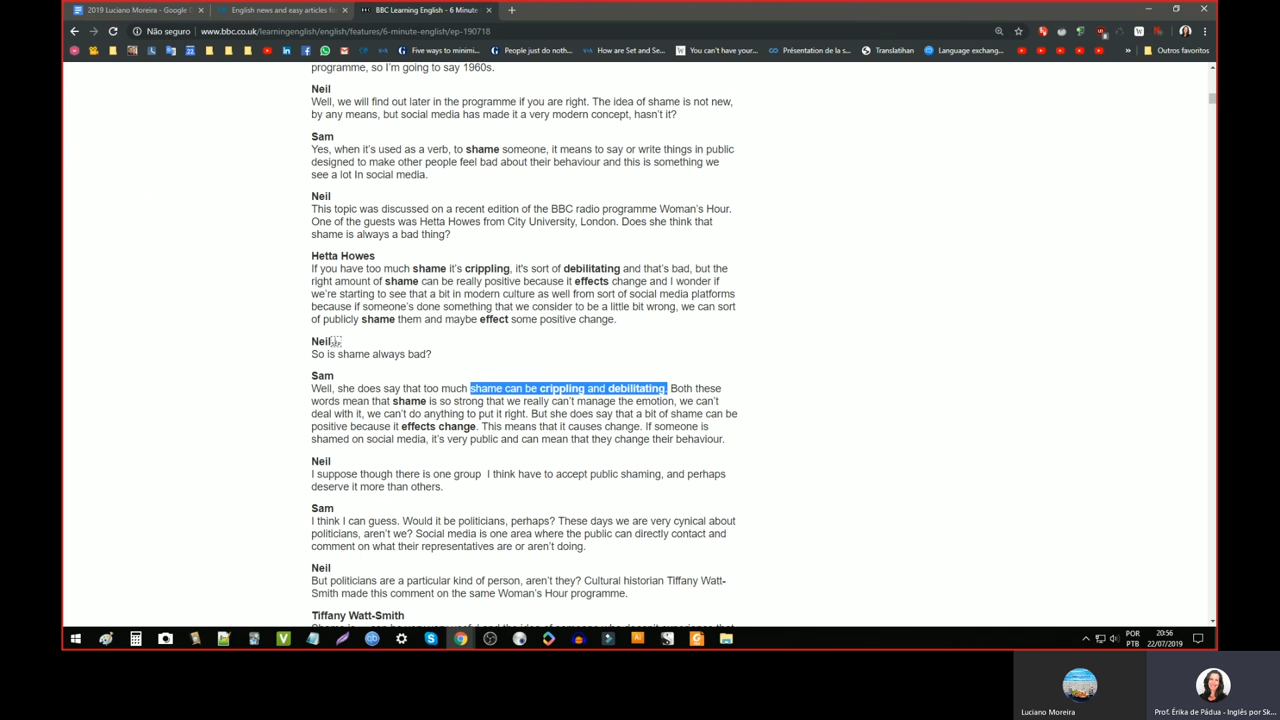 2019 Luciano Moreira - Google D
English news and easy articles fo
BBC Learning English - 6 Minute
Não seguro
www.bbc.co.uk/learningenglish/english/features/6-minute-english/ep-190718
Five ways to minimi...
People just do noth...
How are Set and Se...
You can't have your...
Présentation de la s...
Translatihan
Language exchang...
Outros favoritos
programme, so I'm going to say 1960s.
Neil
Well, we will find out later in the programme if you are right. The idea of shame is not new,
by any means, but social media has made it a very modern concept, hasn't it?
Sam
Yes, when it's used as a verb, to shame someone, it means to say or write things in public
designed to make other people feel bad about their behaviour and this is something we
see a lot In social media.
Neil
This topic was discussed on a recent edition of the BBC radio programme Woman's Hour.
One of the guests was Hetta Howes from City University, London. Does she think that
shame is always a bad thing?
Hetta Howes
If you have too much shame it's crippling, it's sort of debilitating and that's bad, but the
right amount of shame can be really positive because it effects change and I wonder if
we're starting to see that a bit in modern culture as well from sort of social media platforms
because if someone's done something that we consider to be a little bit wrong, we can sort
of publicly shame them and maybe effect some positive change.
Neil
So is shame always bad?
Sam
Well, she does say that too much shame can be crippling and debilitating. Both these
words mean that shame is so strong that we really can't manage the emotion, we can't
deal with it, we can't do anything to put it right. But she does say that a bit of shame can be
positive because it effects change. This means that it causes change. If someone is
shamed on social media, it's very public and can mean that they change their behaviour.
Neil
I suppose though there is one group I think have to accept public shaming, and perhaps
deserve it more than others.
Sam
I think I can guess. Would it be politicians, perhaps? These days we are very cynical about
politicians, aren't we? Social media is one area where the public can directly contact and
comment on what their representatives are or aren't doing.
Neil
But politicians are a particular kind of person, aren't they? Cultural historian Tiffany Watt-
Smith made this comment on the same Woman's Hour programme.
Tiffany Watt-Smith
POR
PTB
20:56
22/07/2019
Luciano Moreira
Prof. Érika de Pádua - Inglês por Sk...